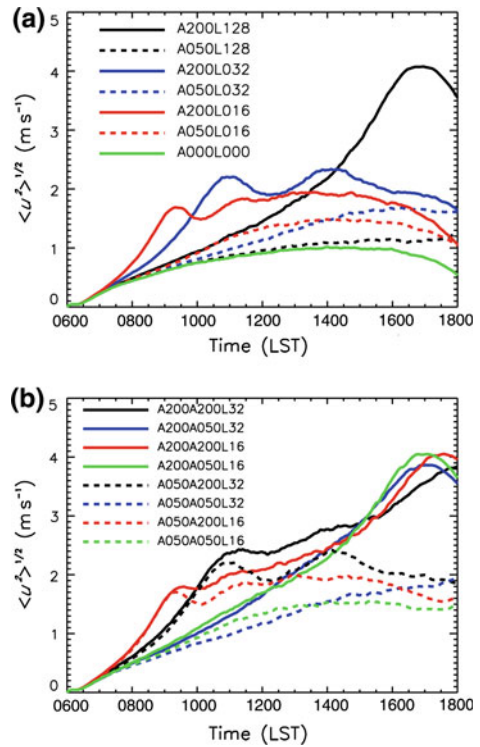 (a)
5
4
3
2
1
0
<u'²>¹/² (m s⁻¹)
A200L128
A050L128
A200L032
A050L032
A200L016
A050L016
A000L000
0600 0800 1000 1200 1400 1600 1800
Time (LST)
(b)
5
4
3
2
1
0
<u'²>¹/² (m s⁻¹)
A200A200L32
A200A050L32
A200A200L16
A200A050L16
A050A200L32
A050A050L32
A050A200L16
A050A050L16
0600 0800 1000 1200 1400 1600 1800
Time (LST)